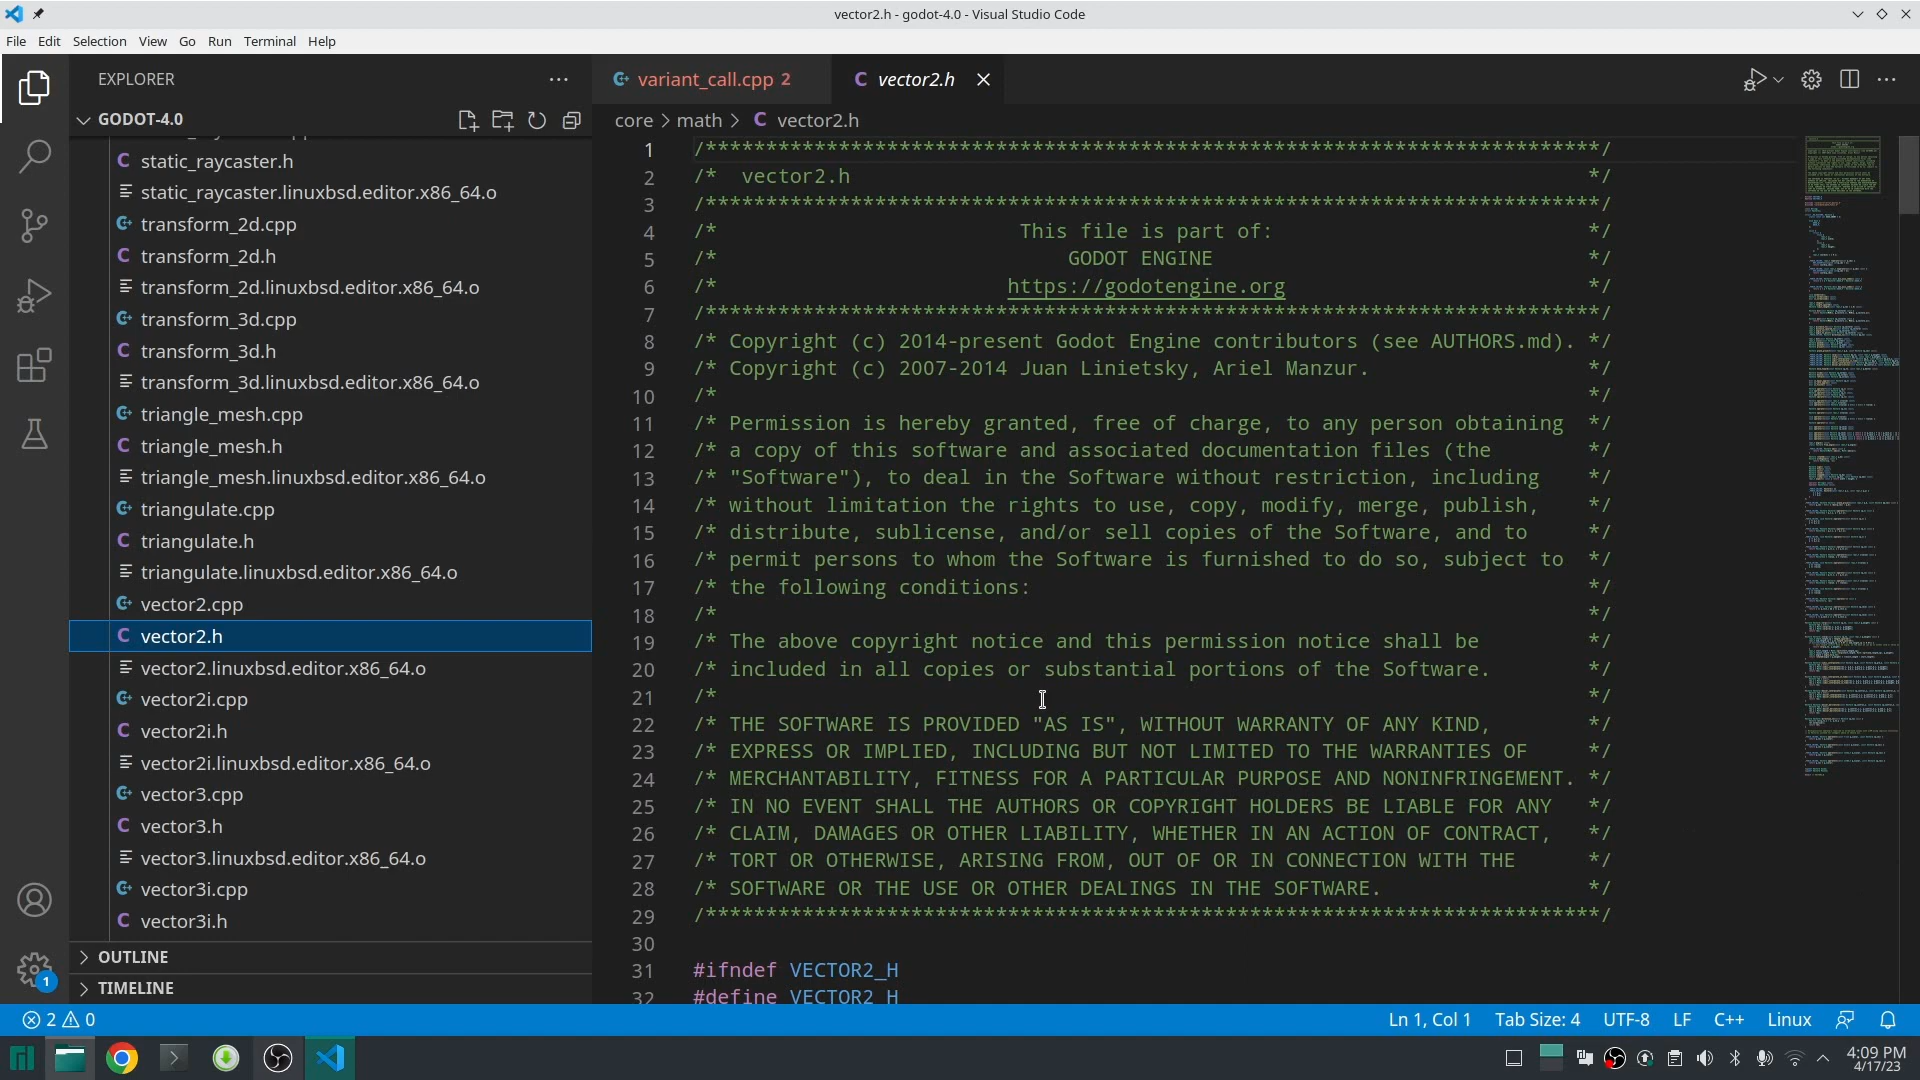 vector2.h - godot-4.0 - Visual Studio Code
File Edit Selection View Go Run Terminal Help
EXPLORER
GODOT-4.0
static_raycaster.h
static_raycaster.linuxbsd.editor.x86_64.o
transform_2d.cpp
transform_2d.h
transform_2d.linuxbsd.editor.x86_64.o
transform_3d.cpp
transform_3d.h
transform_3d.linuxbsd.editor.x86_64.o
triangle_mesh.cpp
triangle_mesh.h
triangle_mesh.linuxbsd.editor.x86_64.o
triangulate.cpp
triangulate.h
triangulate.linuxbsd.editor.x86_64.o
vector2.cpp
vector2.h
vector2.linuxbsd.editor.x86_64.o
vector2i.cpp
vector2i.h
vector2i.linuxbsd.editor.x86_64.o
vector3.cpp
vector3.h
vector3.linuxbsd.editor.x86_64.o
vector3i.cpp
vector3i.h
OUTLINE
TIMELINE
1
variant_call.cpp 2
vector2.h
core > math > C vector2.h
1 /**************************************************************************/
2 /*  vector2.h                                                             */
3 /**************************************************************************/
4 /*                         This file is part of:                          */
5 /*                             GODOT ENGINE                               */
6 /*                        https://godotengine.org                         */
7 /**************************************************************************/
8 /* Copyright (c) 2014-present Godot Engine contributors (see AUTHORS.md). */
9 /* Copyright (c) 2007-2014 Juan Linietsky, Ariel Manzur.                  */
10 /*                                                                        */
11 /* Permission is hereby granted, free of charge, to any person obtaining  */
12 /* a copy of this software and associated documentation files (the        */
13 /* "Software"), to deal in the Software without restriction, including    */
14 /* without limitation the rights to use, copy, modify, merge, publish,    */
15 /* distribute, sublicense, and/or sell copies of the Software, and to     */
16 /* permit persons to whom the Software is furnished to do so, subject to  */
17 /* the following conditions:                                              */
18 /*                                                                        */
19 /* The above copyright notice and this permission notice shall be         */
20 /* included in all copies or substantial portions of the Software.        */
21 /*                                                                        */
22 /* THE SOFTWARE IS PROVIDED "AS IS", WITHOUT WARRANTY OF ANY KIND,        */
23 /* EXPRESS OR IMPLIED, INCLUDING BUT NOT LIMITED TO THE WARRANTIES OF     */
24 /* MERCHANTABILITY, FITNESS FOR A PARTICULAR PURPOSE AND NONINFRINGEMENT. */
25 /* IN NO EVENT SHALL THE AUTHORS OR COPYRIGHT HOLDERS BE LIABLE FOR ANY   */
26 /* CLAIM, DAMAGES OR OTHER LIABILITY, WHETHER IN AN ACTION OF CONTRACT,   */
27 /* TORT OR OTHERWISE, ARISING FROM, OUT OF OR IN CONNECTION WITH THE      */
28 /* SOFTWARE OR THE USE OR OTHER DEALINGS IN THE SOFTWARE.                 */
29 /**************************************************************************/
30
31 #ifndef VECTOR2_H
32 #define VECTOR2_H
2 0
Ln 1, Col 1 Tab Size: 4 UTF-8 LF C++ Linux
4:09 PM
4/17/23